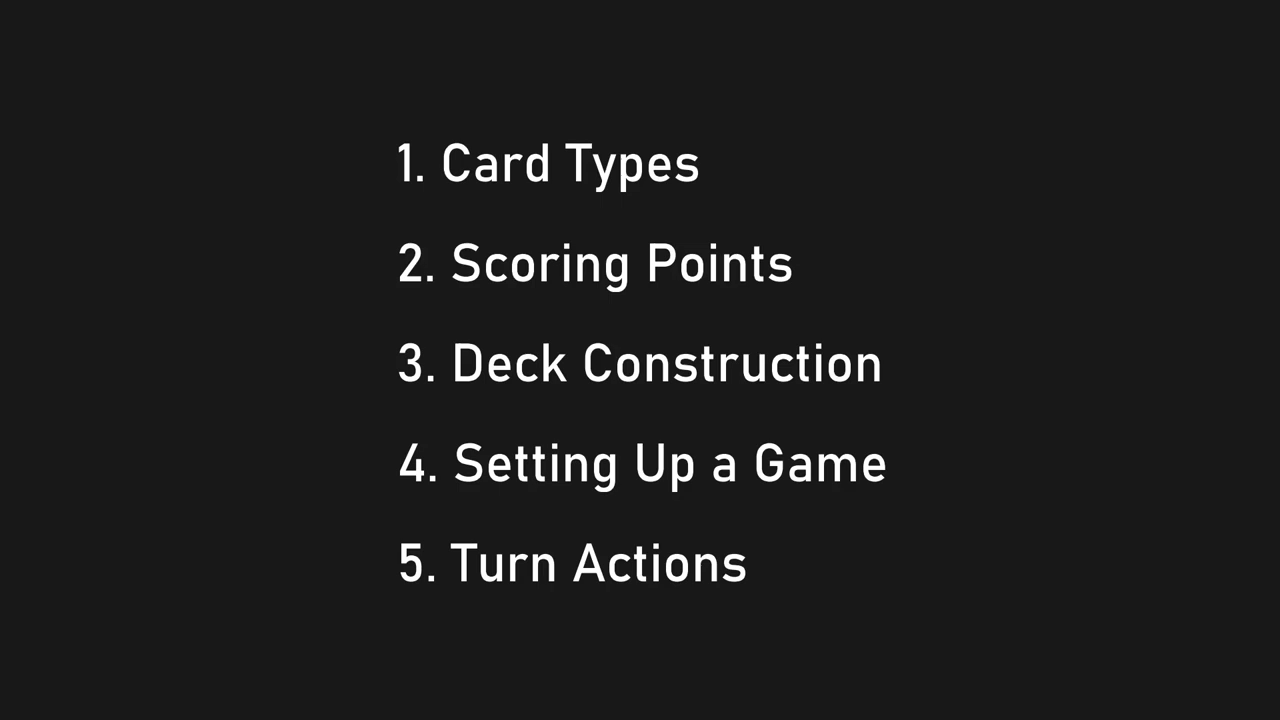 1. Card Types
2. Scoring Points
3. Deck Construction
4. Setting Up a Game
5. Turn Actions